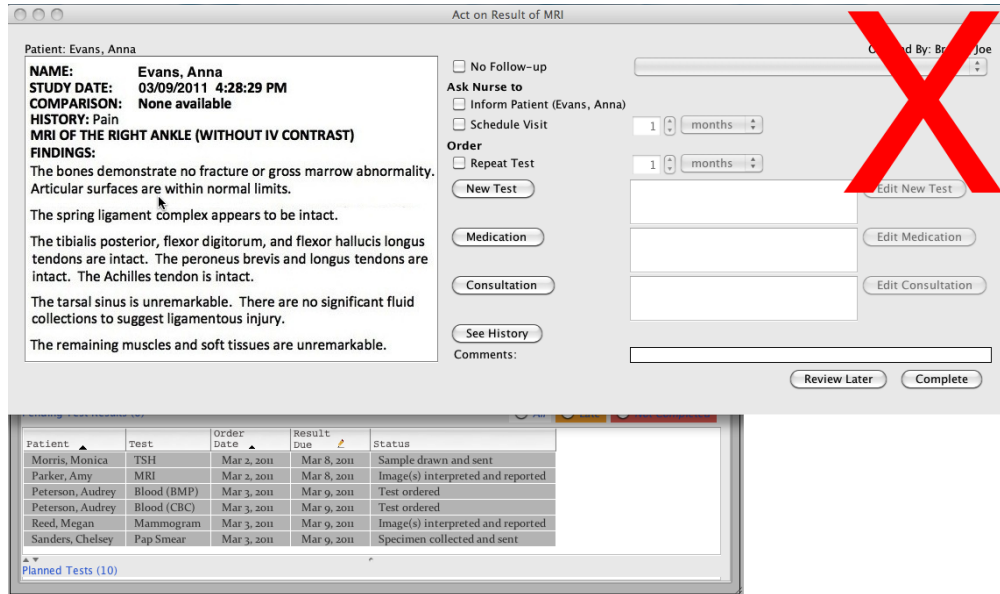 Act on Result of MRI
Patient: Evans, Anna
NAME: Evans, Anna
STUDY DATE: 03/09/2011 4:28:29 PM
COMPARISON: None available
HISTORY: Pain
MRI OF THE RIGHT ANKLE (WITHOUT IV CONTRAST)
FINDINGS:
The bones demonstrate no fracture or gross marrow abnormality.
Articular surfaces are within normal limits.
The spring ligament complex appears to be intact.
The tibialis posterior, flexor digitorum, and flexor hallucis longus
tendons are intact. The peroneus brevis and longus tendons are
intact. The Achilles tendon is intact.
The tarsal sinus is unremarkable. There are no significant fluid
collections to suggest ligamentous injury.
The remaining muscles and soft tissues are unremarkable.
By: Joe
No Follow-up
Ask Nurse to
Inform Patient (Evans, Anna)
Schedule Visit 1 months
Order
Repeat Test 1 months
New Test Edit New Test
Medication Edit Medication
Consultation Edit Consultation
See History
Comments:
Review Later Complete
Patient Test Order Date Result Due Status
Morris, Monica TSH Mar 2, 2011 Mar 8, 2011 Sample drawn and sent
Parker, Amy MRI Mar 2, 2011 Mar 8, 2011 Image(s) interpreted and reported
Peterson, Audrey Blood (BMP) Mar 3, 2011 Mar 9, 2011 Test ordered
Peterson, Audrey Blood (CBC) Mar 3, 2011 Mar 9, 2011 Test ordered
Reed, Megan Mammogram Mar 3, 2011 Mar 9, 2011 Image(s) interpreted and reported
Sanders, Chelsey Pap Smear Mar 3, 2011 Mar 9, 2011 Specimen collected and sent
Planned Tests (10)